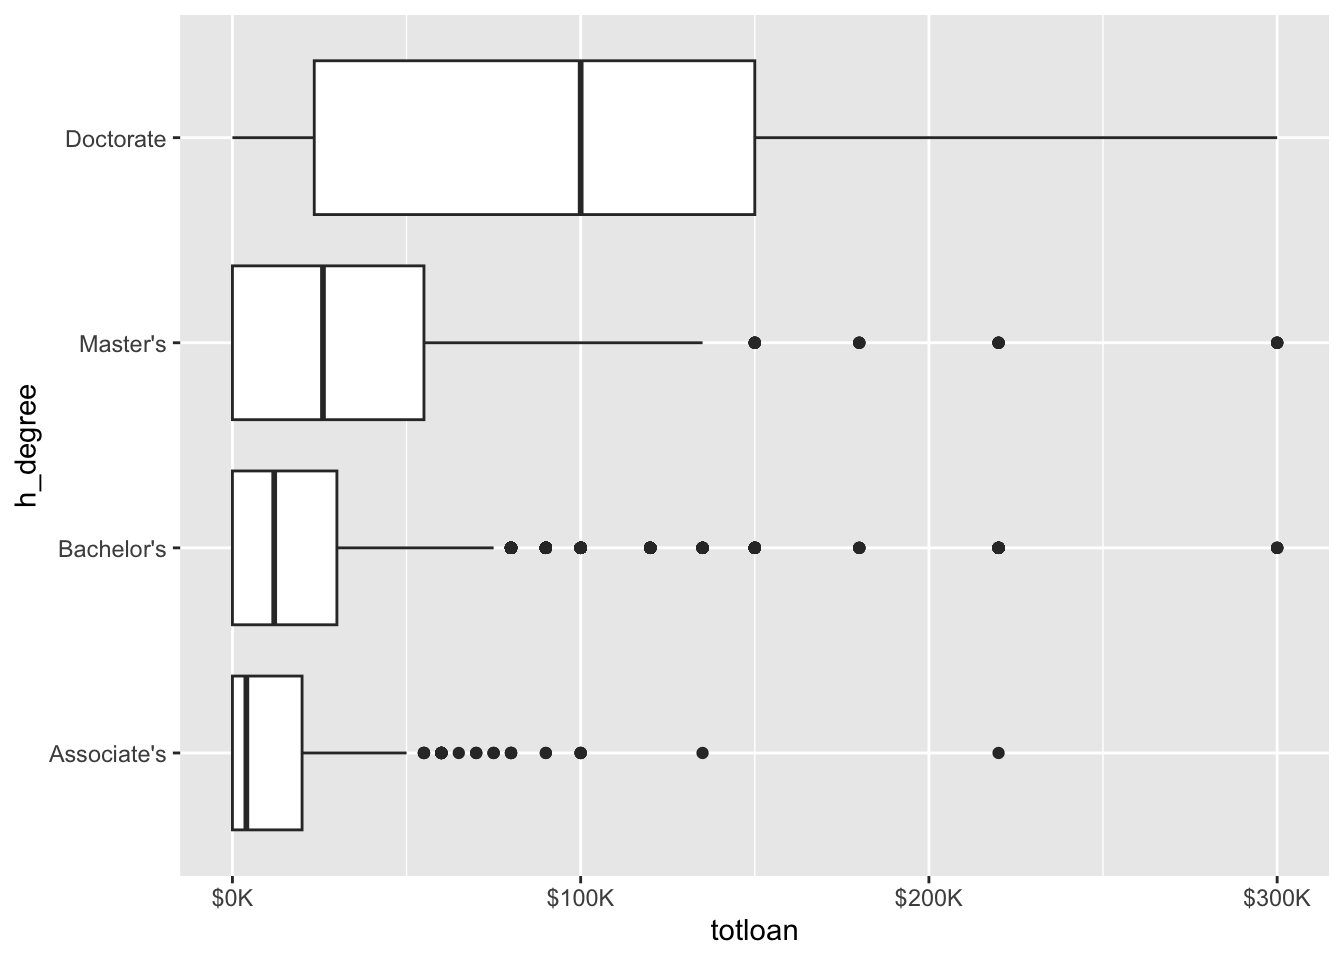 Doctorate
Master's
Bachelor's
Associate's
h_degree
$0K $100K $200K $300K
totloan